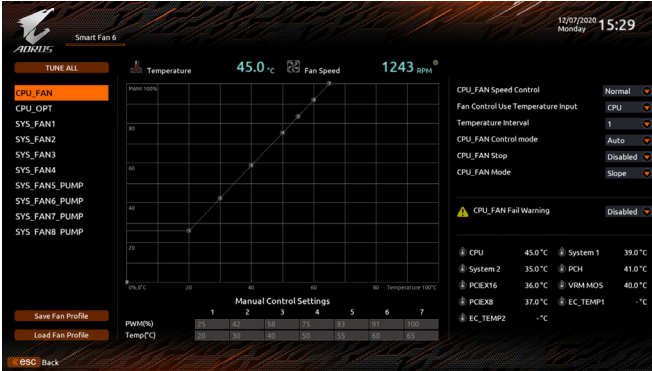 AORUS
Smart Fan 6
12/07/2020
Monday
15:29
TUNE ALL
Temperature 45.0 °C Fan Speed 1243 RPM
CPU_FAN
CPU_OPT
SYS_FAN1
SYS_FAN2
SYS_FAN3
SYS_FAN4
SYS_FAN5_PUMP
SYS_FAN6_PUMP
SYS_FAN7_PUMP
SYS_FAN8_PUMP
PWM 100%
80
60
40
20
0%,0°C 20 40 60 80 Temperature 100°C
CPU_FAN Speed Control Normal
Fan Control Use Temperature Input CPU
Temperature Interval 1
CPU_FAN Control mode Auto
CPU_FAN Stop Disabled
CPU_FAN Mode Slope
CPU_FAN Fail Warning Disabled
CPU 45.0°C System 1 39.0°C
System 2 35.0°C PCH 41.0°C
PCIEX16 36.0°C VRM MOS 40.0°C
PCIEX8 37.0°C EC_TEMP1 -°C
EC_TEMP2 -°C
Manual Control Settings
1 2 3 4 5 6 7
PWM(%) 25 42 58 75 83 91 100
Temp(°C) 20 30 40 50 55 60 65
Save Fan Profile
Load Fan Profile
esc Back